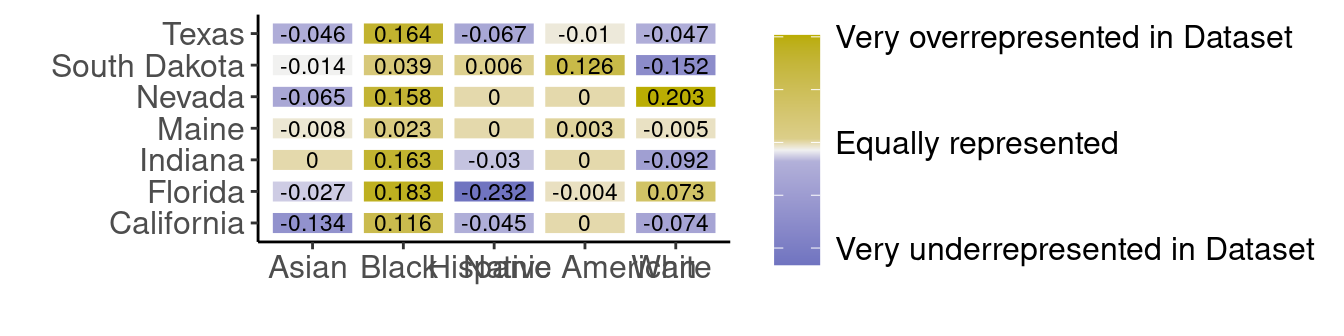 Texas -0.046 0.164 -0.067 -0.01 -0.047
South Dakota -0.014 0.039 0.006 0.126 -0.152
Nevada -0.065 0.158 0 0 0.203
Maine -0.008 0.023 0 0.003 -0.005
Indiana 0 0.163 -0.03 0 -0.092
Florida -0.027 0.183 -0.232 -0.004 0.073
California -0.134 0.116 -0.045 0 -0.074
Asian Black Hispanic Native American White
Very overrepresented in Dataset
Equally represented
Very underrepresented in Dataset